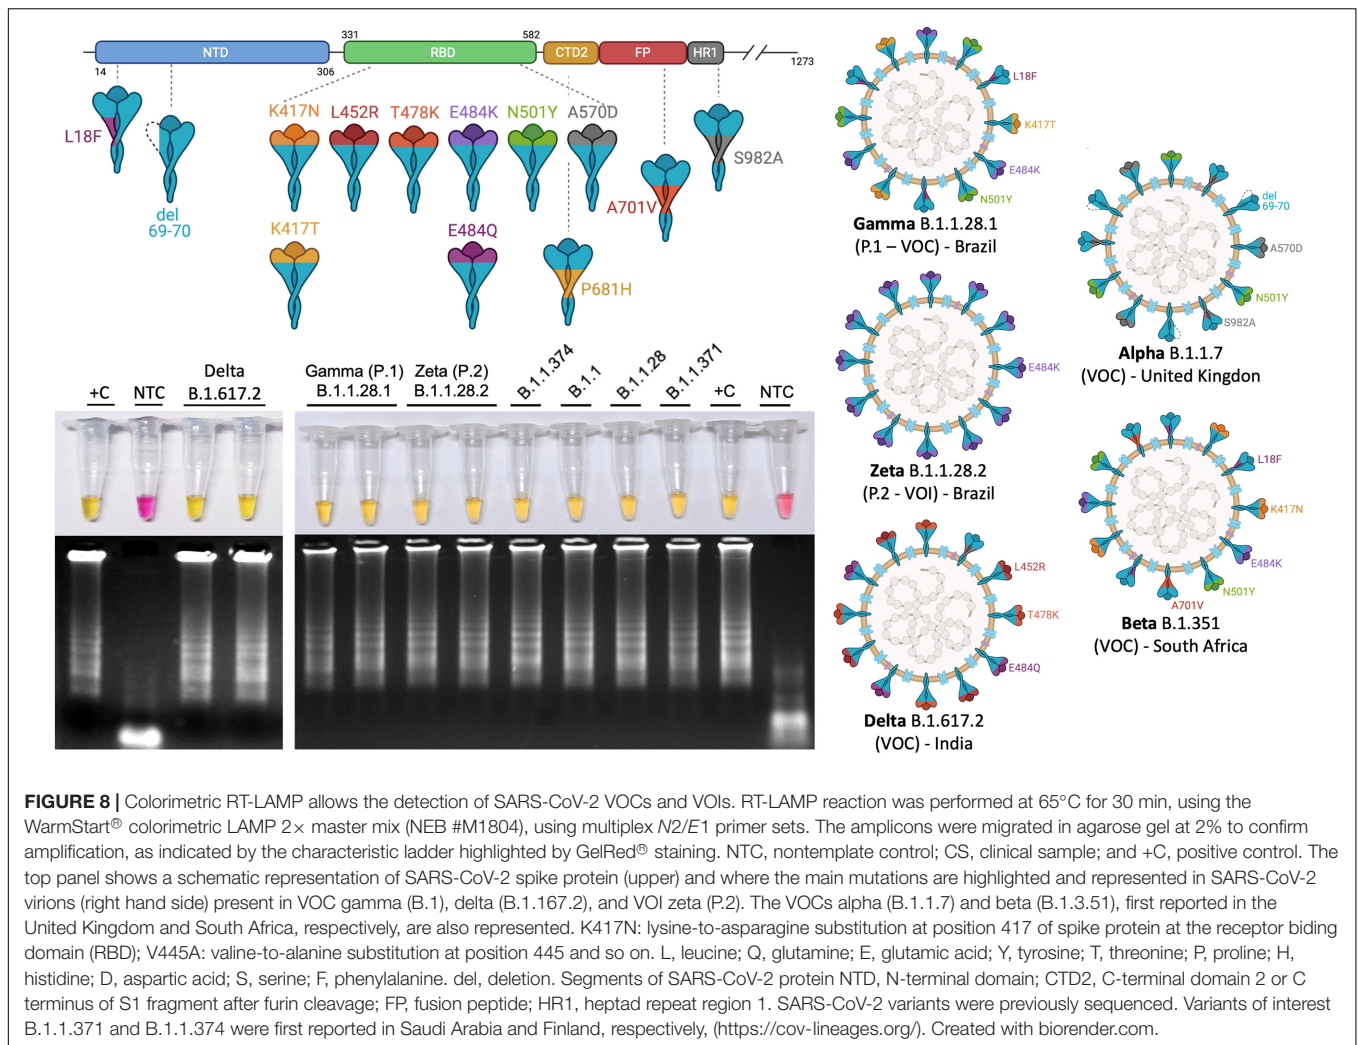 331
582
NTD
RBD
CTD2
FP
HR1
14
306
1273
K417N
L452R
T478K
E484K
N501Y
A570D
L18F
S982A
del
69-70
A701V
K417T
E484Q
P681H
Delta
B.1.617.2
+C
NTC
Gamma (P.1)
B.1.1.28.1
Zeta (P.2)
B.1.1.28.2
B.1.1.374
B.1.1
B.1.1.28
B.1.1.371
+C
NTC
L18F
K417T
E484K
N501Y
Gamma B.1.1.28.1
(P.1 – VOC) - Brazil
E484K
Zeta B.1.1.28.2
(P.2 - VOI) - Brazil
L452R
T478K
E484Q
Delta B.1.617.2
(VOC) - India
del
69-70
A570D
N501Y
S982A
Alpha B.1.1.7
(VOC) - United Kingdon
L18F
K417N
E484K
N501Y
A701V
Beta B.1.351
(VOC) - South Africa
FIGURE 8 | Colorimetric RT-LAMP allows the detection of SARS-CoV-2 VOCs and VOIs. RT-LAMP reaction was performed at 65°C for 30 min, using the
WarmStart® colorimetric LAMP 2× master mix (NEB #M1804), using multiplex N2/E1 primer sets. The amplicons were migrated in agarose gel at 2% to confirm
amplification, as indicated by the characteristic ladder highlighted by GelRed® staining. NTC, nontemplate control; CS, clinical sample; and +C, positive control. The
top panel shows a schematic representation of SARS-CoV-2 spike protein (upper) and where the main mutations are highlighted and represented in SARS-CoV-2
virions (right hand side) present in VOC gamma (B.1), delta (B.1.167.2), and VOI zeta (P.2). The VOCs alpha (B.1.1.7) and beta (B.1.3.51), first reported in the
United Kingdom and South Africa, respectively, are also represented. K417N: lysine-to-asparagine substitution at position 417 of spike protein at the receptor biding
domain (RBD); V445A: valine-to-alanine substitution at position 445 and so on. L, leucine; Q, glutamine; E, glutamic acid; Y, tyrosine; T, threonine; P, proline; H,
histidine; D, aspartic acid; S, serine; F, phenylalanine. del, deletion. Segments of SARS-CoV-2 protein NTD, N-terminal domain; CTD2, C-terminal domain 2 or C
terminus of S1 fragment after furin cleavage; FP, fusion peptide; HR1, heptad repeat region 1. SARS-CoV-2 variants were previously sequenced. Variants of interest
B.1.1.371 and B.1.1.374 were first reported in Saudi Arabia and Finland, respectively, (https://cov-lineages.org/). Created with biorender.com.